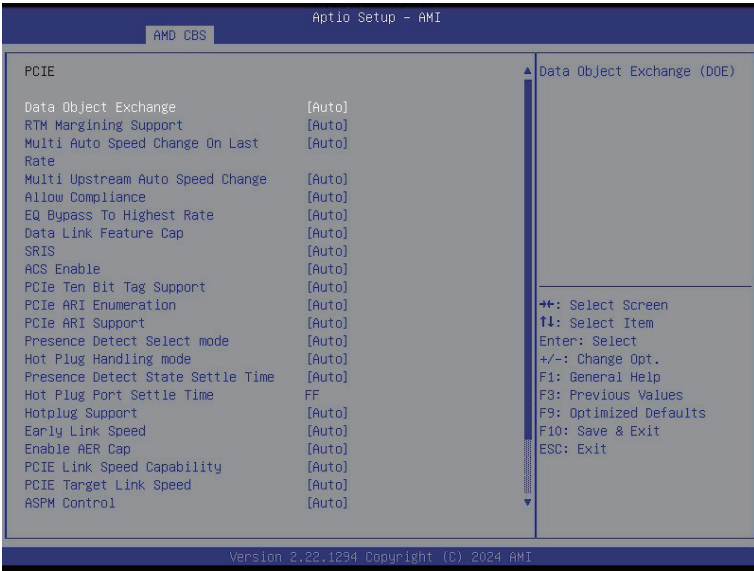 Aptio Setup – AMI
AMD CBS
PCIE
Data Object Exchange [Auto]
RTM Margining Support [Auto]
Multi Auto Speed Change On Last [Auto]
Rate
Multi Upstream Auto Speed Change [Auto]
Allow Compliance [Auto]
EQ Bypass To Highest Rate [Auto]
Data Link Feature Cap [Auto]
SRIS [Auto]
ACS Enable [Auto]
PCIe Ten Bit Tag Support [Auto]
PCIe ARI Enumeration [Auto]
PCIe ARI Support [Auto]
Presence Detect Select mode [Auto]
Hot Plug Handling mode [Auto]
Presence Detect State Settle Time [Auto]
Hot Plug Port Settle Time FF
Hotplug Support [Auto]
Early Link Speed [Auto]
Enable AER Cap [Auto]
PCIE Link Speed Capability [Auto]
PCIE Target Link Speed [Auto]
ASPM Control [Auto]
Data Object Exchange (DOE)
→←: Select Screen
↑↓: Select Item
Enter: Select
+/-: Change Opt.
F1: General Help
F3: Previous Values
F9: Optimized Defaults
F10: Save & Exit
ESC: Exit
Version 2.22.1294 Copyright (C) 2024 AMI